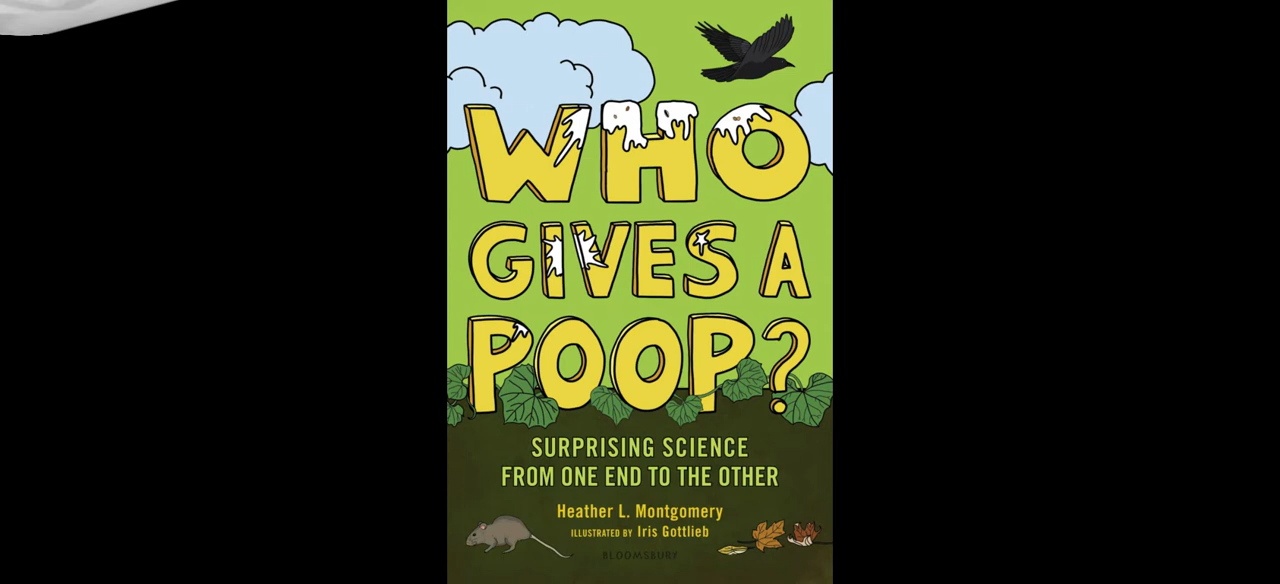 WHO
GIVES A
POOP?
SURPRISING SCIENCE
FROM ONE END TO THE OTHER
Heather L. Montgomery
ILLUSTRATED BY Iris Gottlieb
BLOOMSBURY